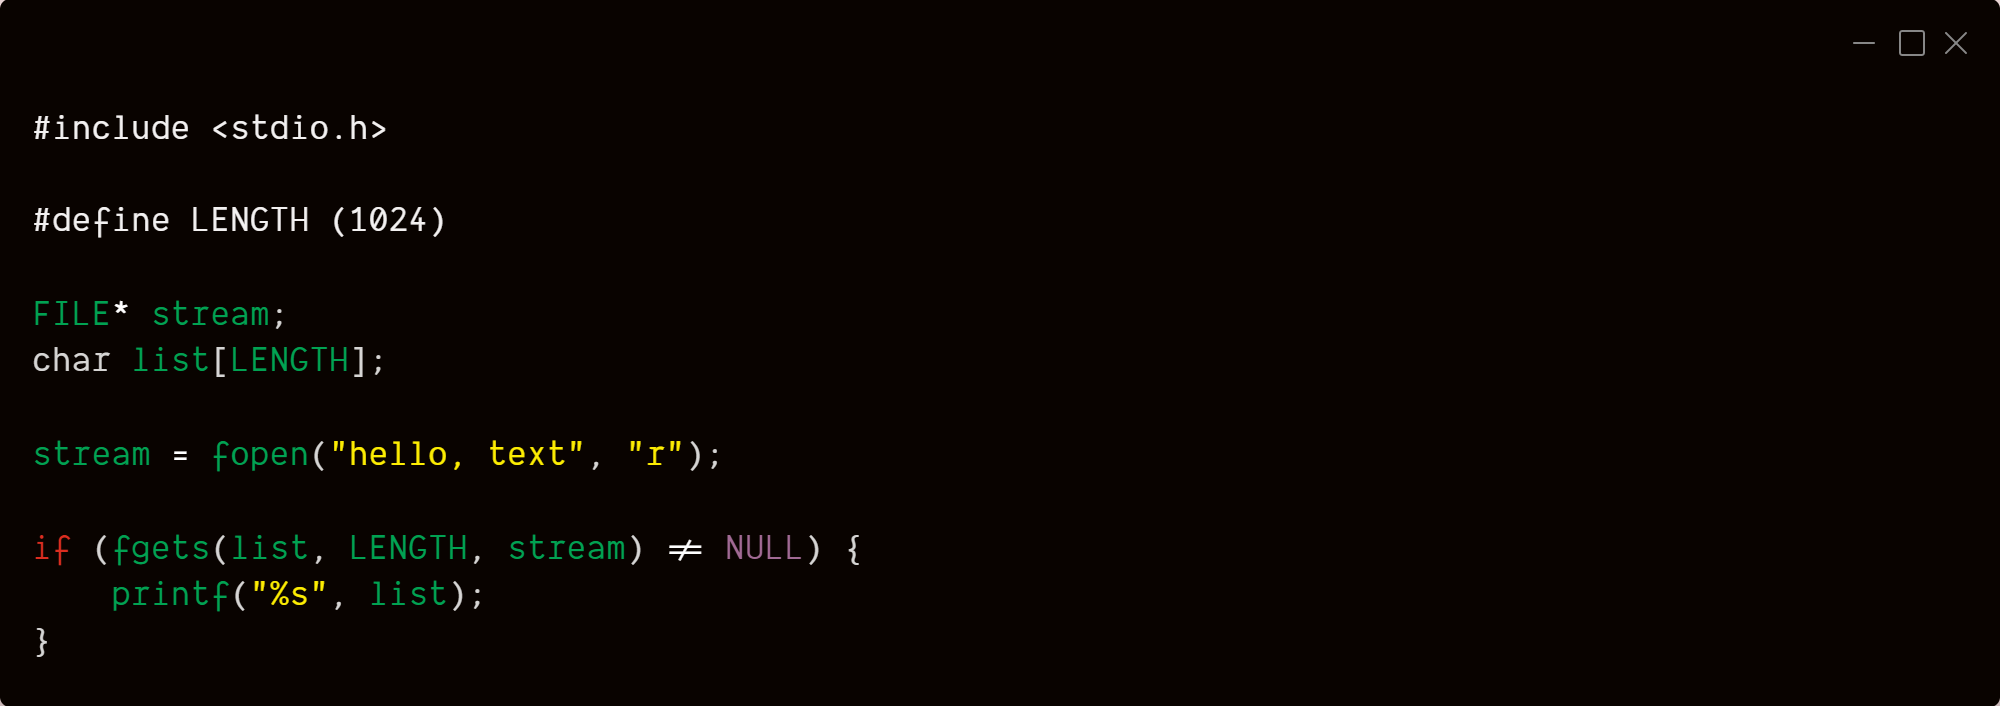 #include <stdio.h>
#define LENGTH (1024)
FILE* stream;
char list[LENGTH];
stream = fopen("hello, text", "r");
if (fgets(list, LENGTH, stream) != NULL) {
    printf("%s", list);
}